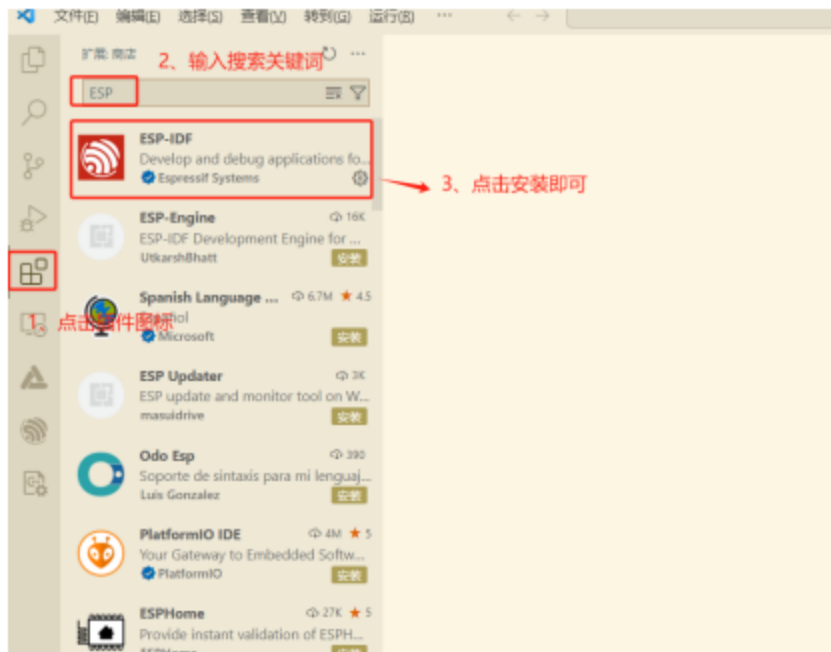 文件(F) 编辑(E) 选择(S) 查看(V) 转到(G) 运行(R) ···
扩展: 商店
2、输入搜索关键词
ESP
ESP-IDF
Develop and debug applications fo...
Espressif Systems
3、点击安装即可
ESP-Engine 16K
ESP-IDF Development Engine for ...
UtkarshBhatt 安装
Spanish Language ... 6.7M ★ 4.5
1、点击插件图标
Microsoft 安装
ESP Updater 3K
ESP update and monitor tool on W...
masuidrive 安装
Odo Esp 390
Soporte de sintaxis para mi lenguaj...
Luis Gonzalez 安装
PlatformIO IDE 4M ★ 5
Your Gateway to Embedded Softw...
PlatformIO 安装
ESPHome 27K ★ 5
Provide instant validation of ESPH...
ESPHome 安装